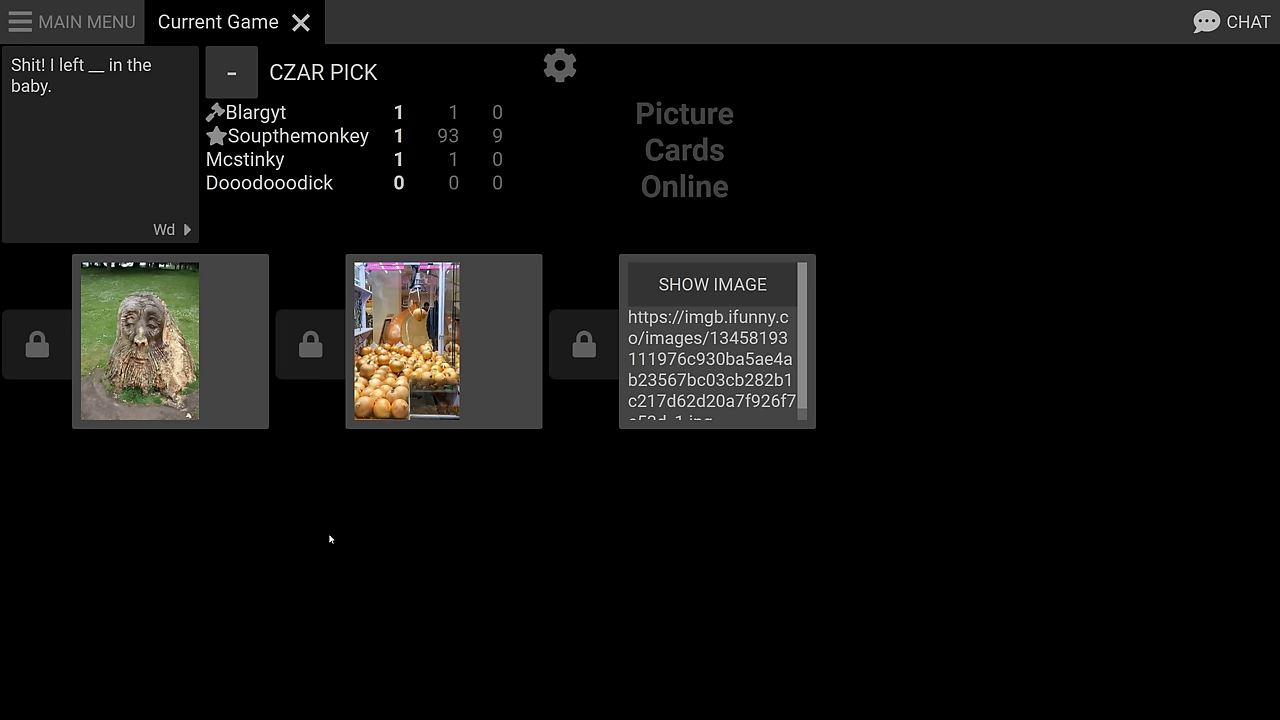 MAIN MENU
Current Game
CHAT
Shit! I left __ in the
baby.
Wd
-
CZAR PICK
Blargyt 1 1 0
Soupthemonkey 1 93 9
Mcstinky 1 1 0
Dooodooodick 0 0 0
Picture
Cards
Online
SHOW IMAGE
https://imgb.ifunny.c
o/images/13458193
111976c930ba5ae4a
b23567bc03cb282b1
c217d62d20a7f926f7